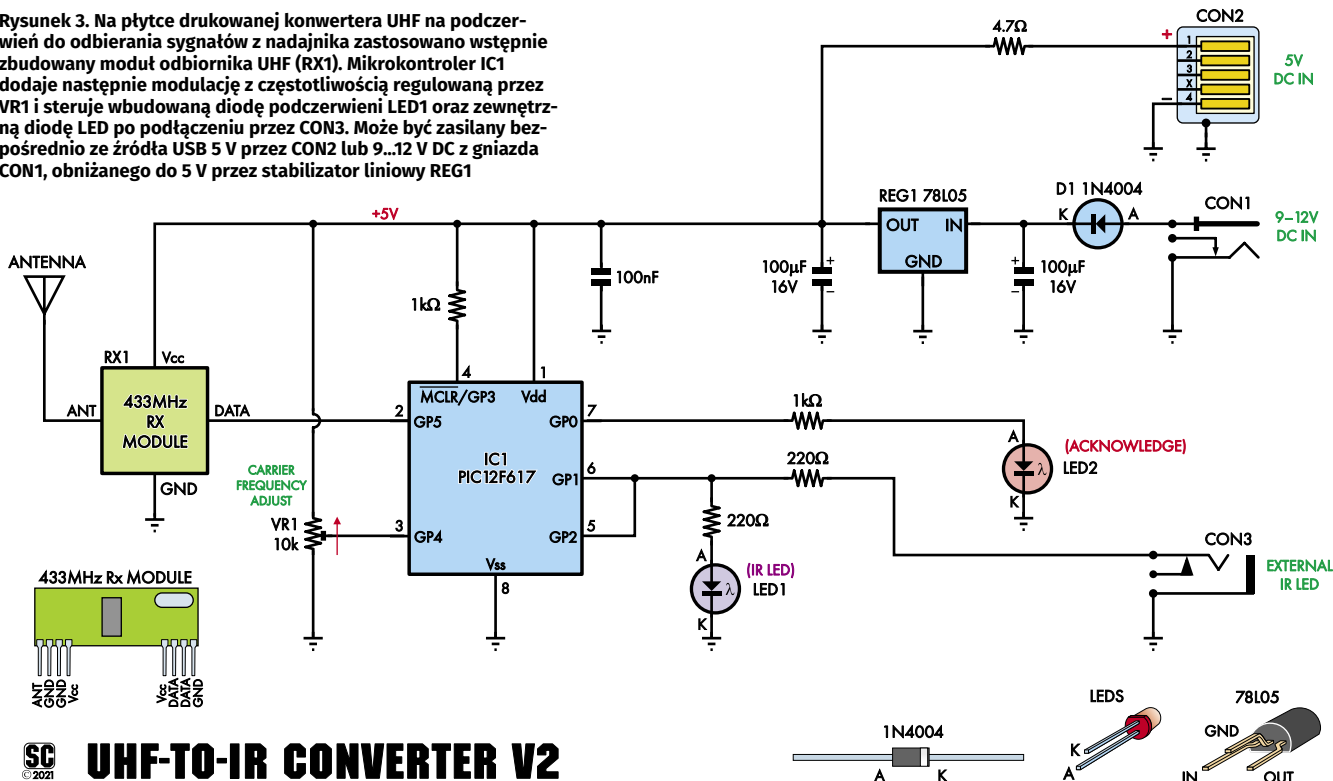 Rysunek 3. Na płytce drukowanej konwertera UHF na podczer-
wień do odbierania sygnałów z nadajnika zastosowano wstępnie
zbudowany moduł odbiornika UHF (RX1). Mikrokontroler IC1
dodaje następnie modulację z częstotliwością regulowaną przez
VR1 i steruje wbudowaną diodę podczerwieni LED1 oraz zewnętrz-
ną diodę LED po podłączeniu przez CON3. Może być zasilany bez-
pośrednio ze źródła USB 5 V przez CON2 lub 9...12 V DC z gniazda
CON1, obniżanego do 5 V przez stabilizator liniowy REG1
CON2
4.7Ω
+
1
2
3
X
4
–
5V
DC IN
REG1 78L05
OUT IN
GND
D1 1N4004
K A
CON1
9–12V
DC IN
+5V
100nF
100µF
16V
+
–
100µF
16V
+
–
ANTENNA
1kΩ
RX1
Vcc
ANT
433MHz
RX
MODULE
DATA
GND
4
1
MCLR/GP3 Vdd
2
GP5
GP0
7
IC1
PIC12F617
GP1
6
3
GP4
GP2
5
Vss
8
CARRIER
FREQUENCY
ADJUST
VR1
10k
1kΩ
A
(ACKNOWLEDGE)
λ
LED2
K
220Ω
220Ω
A
(IR LED)
λ
LED1
K
CON3
EXTERNAL
IR LED
433MHz Rx MODULE
ANT
GND
GND
Vcc
Vcc
DATA
DATA
GND
SC
©2021
UHF-TO-IR CONVERTER V2
1N4004
A K
LEDS
K
A
78L05
GND
IN OUT